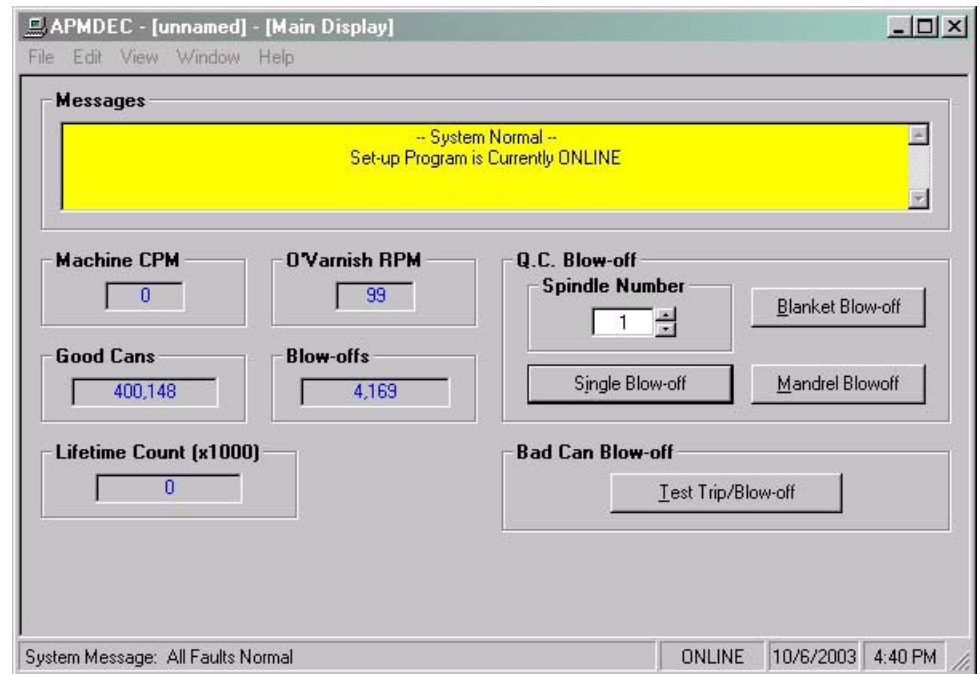 APMDEC - [unnamed] - [Main Display]
File Edit View Window Help
Messages
-- System Normal --
Set-up Program is Currently ONLINE
Machine CPM
0
O'Varnish RPM
99
Good Cans
400,148
Blow-offs
4,169
Lifetime Count (x1000)
0
Q.C. Blow-off
Spindle Number
1
Blanket Blow-off
Single Blow-off
Mandrel Blowoff
Bad Can Blow-off
Test Trip/Blow-off
System Message: All Faults Normal
ONLINE
10/6/2003
4:40 PM